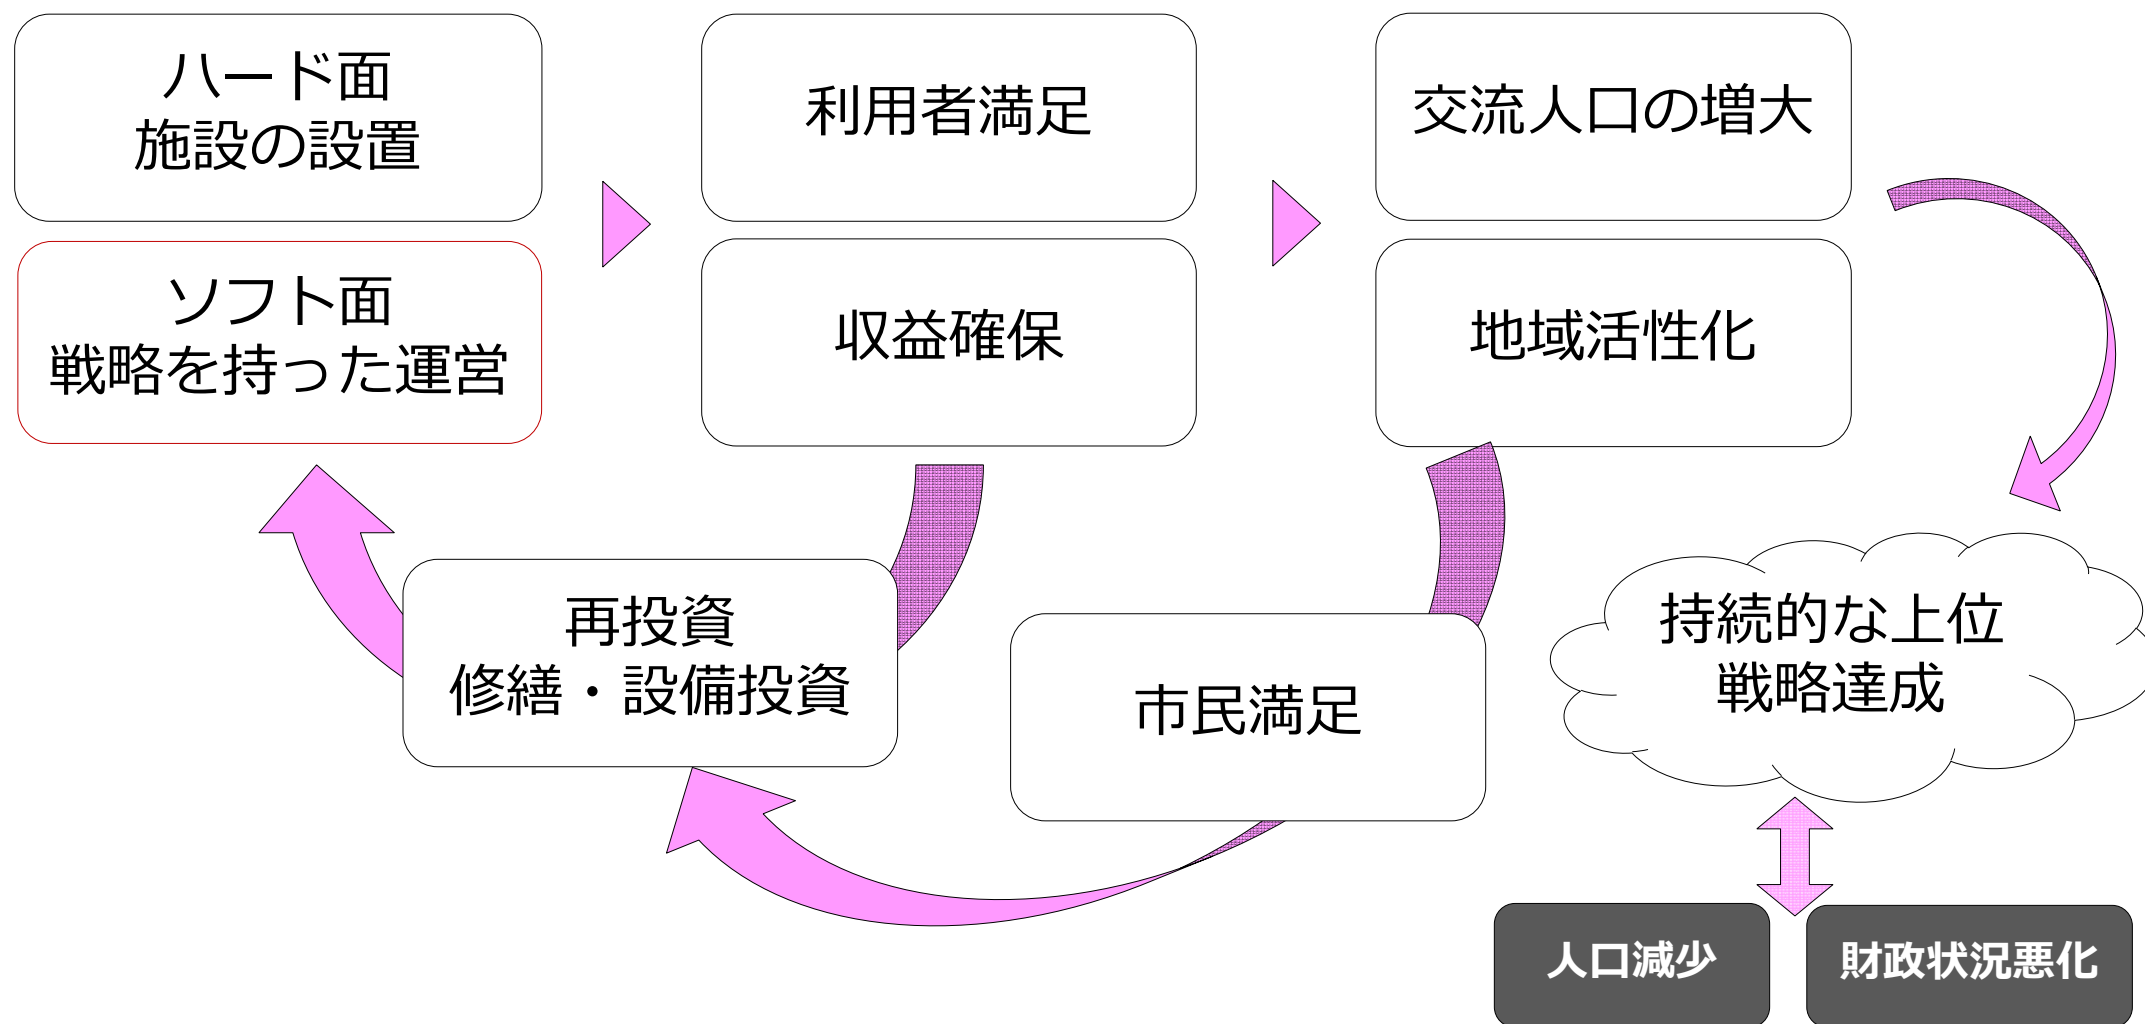 ハード面
施設の設置
利用者満足
交流人口の増大
ソフト面
戦略を持った運営
収益確保
地域活性化
再投資
修繕・設備投資
市民満足
持続的な上位
戦略達成
人口減少
財政状況悪化